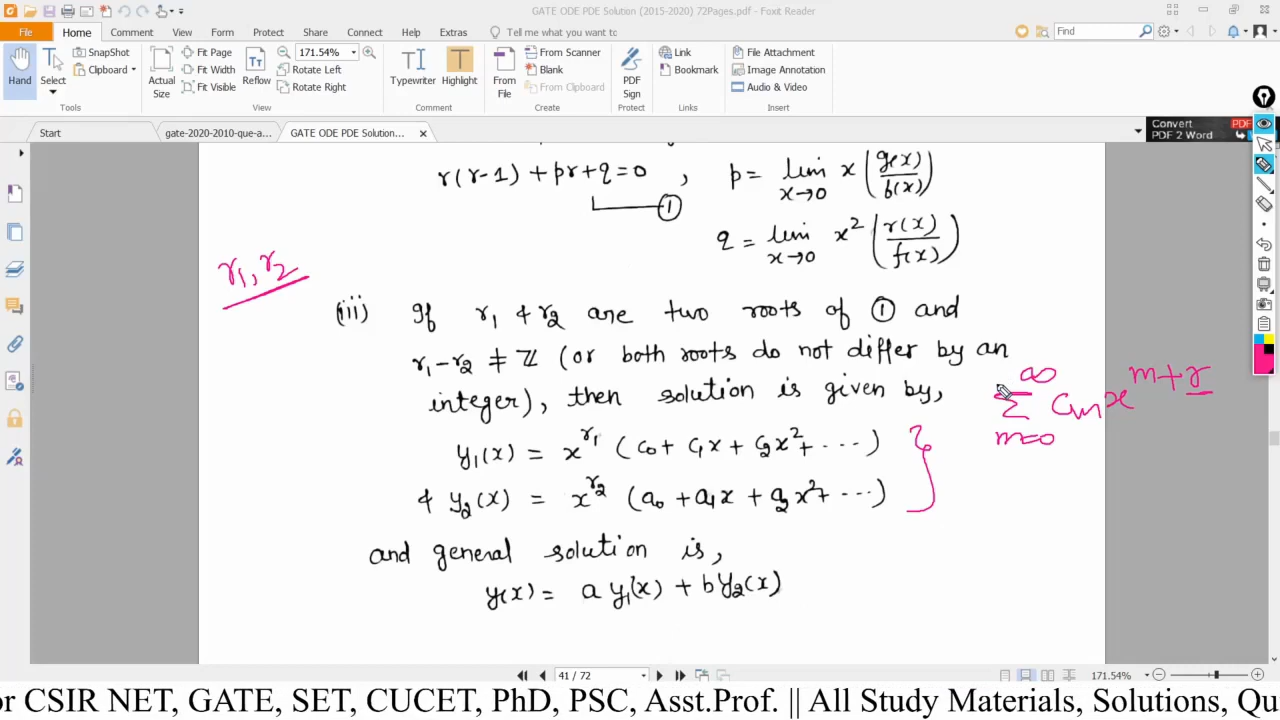 GATE ODE PDE Solution (2015-2020) 72Pages.pdf - Foxit Reader
File Home Comment View Form Protect Share Connect Help Extras Tell me what you want to Find
Hand
Select
SnapShot
Clipboard
Tools
Actual Size
Fit Page
Fit Width
Fit Visible
Reflow
171.54%
Rotate Left
Rotate Right
View
Typewriter
Highlight
Comment
From File
From Scanner
Blank
From Clipboard
Create
PDF Sign
Protect
Link
Bookmark
Links
File Attachment
Image Annotation
Audio & Video
Insert
Start gate-2020-2010-que-a... GATE ODE PDE Solution...
Convert PDF
PDF 2 Word
r(r-1) + pr + q = 0 , p = lim x→0 x (g(x)/f(x))
①
q = lim x→0 x² (r(x)/f(x))
r₁, r₂
(iii) If r₁ & r₂ are two roots of ① and
r₁ - r₂ ≠ ℤ (or both roots do not differ by an
integer), then solution is given by,
∞ Σ m=0 Cm x^(m+r)
y₁(x) = x^r₁ (c₀ + c₁x + c₂x² + ...)
& y₂(x) = x^r₂ (a₀ + a₁x + a₂x² + ...)
and general solution is,
y(x) = a y₁(x) + b y₂(x)
41 / 72
171.54%
or CSIR NET, GATE, SET, CUCET, PhD, PSC, Asst.Prof. || All Study Materials, Solutions, Qu